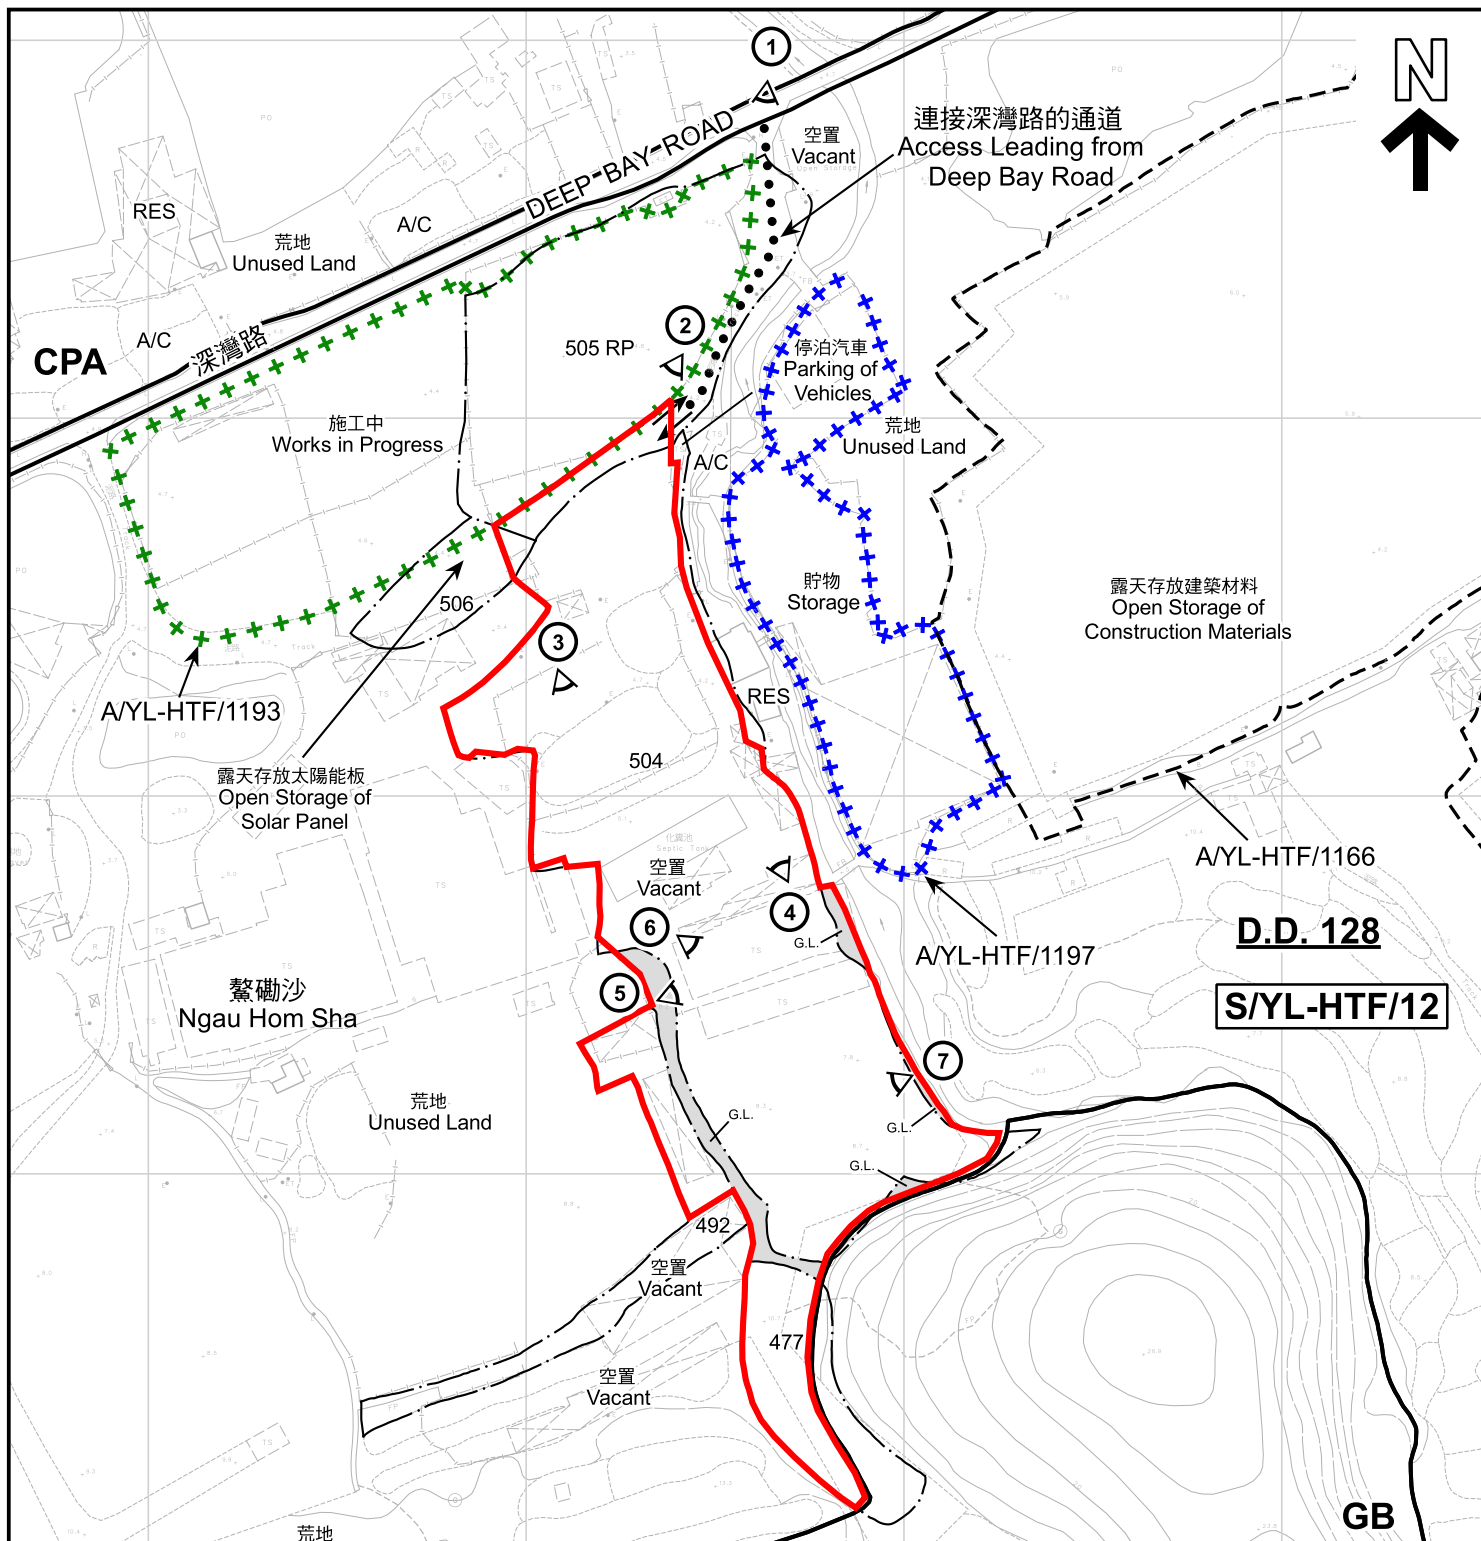 1
N
DEEP BAY ROAD
連接深灣路的通道
Access Leading from
Deep Bay Road
空置
Vacant
RES
A/C
荒地
Unused Land
A/C
深灣路
CPA
2
505 RP
停泊汽車
Parking of
Vehicles
荒地
Unused Land
施工中
Works in Progress
A/C
貯物
Storage
露天存放建築材料
Open Storage of
Construction Materials
506
3
A/YL-HTF/1193
RES
504
露天存放太陽能板
Open Storage of
Solar Panel
化糞池
Septic Tank
空置
Vacant
A/YL-HTF/1166
4
6
G.L.
A/YL-HTF/1197
D.D. 128
5
鰲磡沙
Ngau Hom Sha
S/YL-HTF/12
7
荒地
Unused Land
G.L.
G.L.
G.L.
492
空置
Vacant
477
空置
Vacant
GB
荒地